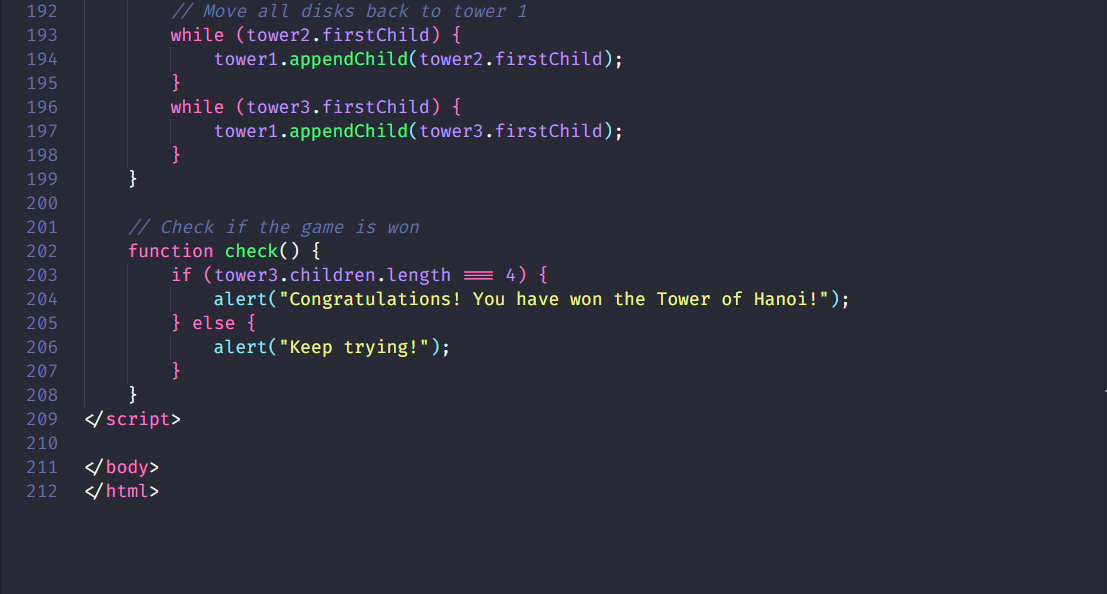 192 // Move all disks back to tower 1
193 while (tower2.firstChild) {
194 tower1.appendChild(tower2.firstChild);
195 }
196 while (tower3.firstChild) {
197 tower1.appendChild(tower3.firstChild);
198 }
199 }
200
201 // Check if the game is won
202 function check() {
203 if (tower3.children.length === 4) {
204 alert("Congratulations! You have won the Tower of Hanoi!");
205 } else {
206 alert("Keep trying!");
207 }
208 }
209 </script>
210
211 </body>
212 </html>